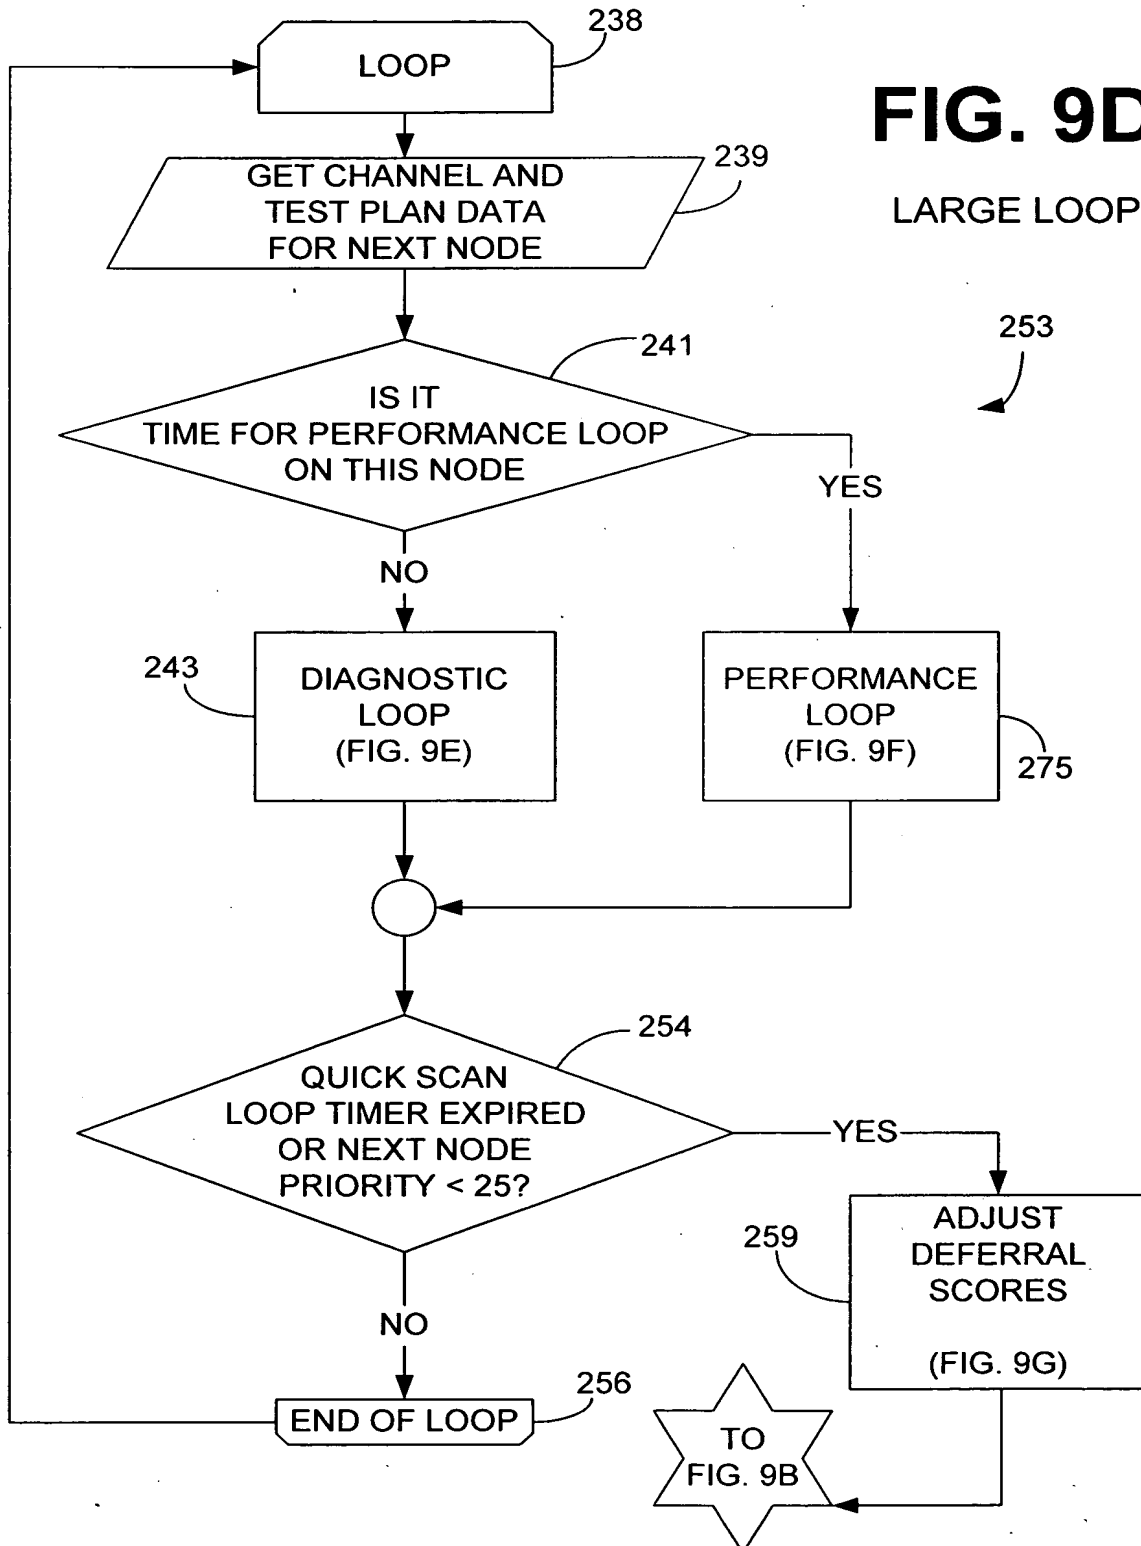 238
LOOP
FIG. 9D
239
GET CHANNEL AND
TEST PLAN DATA
FOR NEXT NODE
LARGE LOOP
253
241
IS IT
TIME FOR PERFORMANCE LOOP
ON THIS NODE
YES
NO
243
DIAGNOSTIC
LOOP
(FIG. 9E)
PERFORMANCE
LOOP
(FIG. 9F)
275
254
QUICK SCAN
LOOP TIMER EXPIRED
OR NEXT NODE
PRIORITY < 25?
YES
259
ADJUST
DEFERRAL
SCORES
(FIG. 9G)
NO
256
END OF LOOP
TO
FIG. 9B